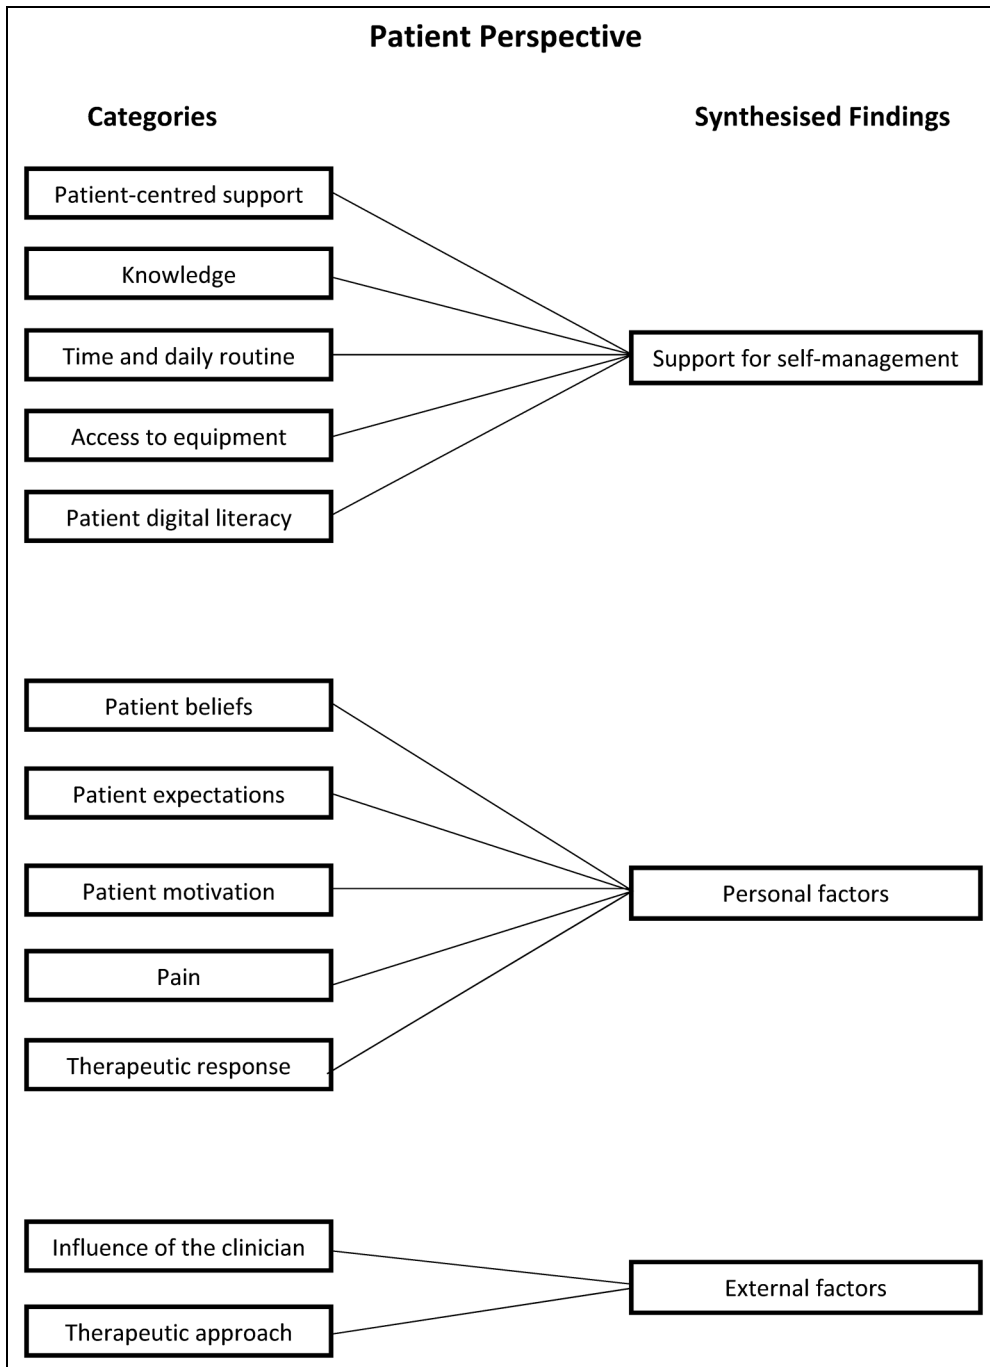 Patient Perspective
Categories
Synthesised Findings
Patient-centred support
Knowledge
Time and daily routine
Support for self-management
Access to equipment
Patient digital literacy
Patient beliefs
Patient expectations
Patient motivation
Personal factors
Pain
Therapeutic response
Influence of the clinician
External factors
Therapeutic approach